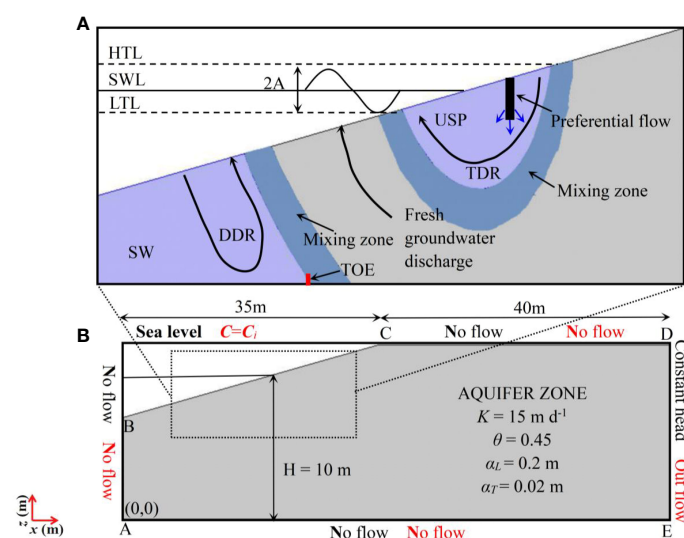 A
HTL
SWL
LTL
2A
USP
Preferential flow
TDR
Mixing zone
DDR
SW
Mixing zone
Fresh
groundwater
discharge
TOE
35m
40m
B
Sea level C=Cᵢ
C
No flow No flow
D
No flow
No flow
B
Constant head
Out flow
AQUIFER ZONE
K = 15 m d⁻¹
θ = 0.45
α_L = 0.2 m
α_T = 0.02 m
H = 10 m
(0,0)
z (m)
x (m)
A
No flow No flow
E